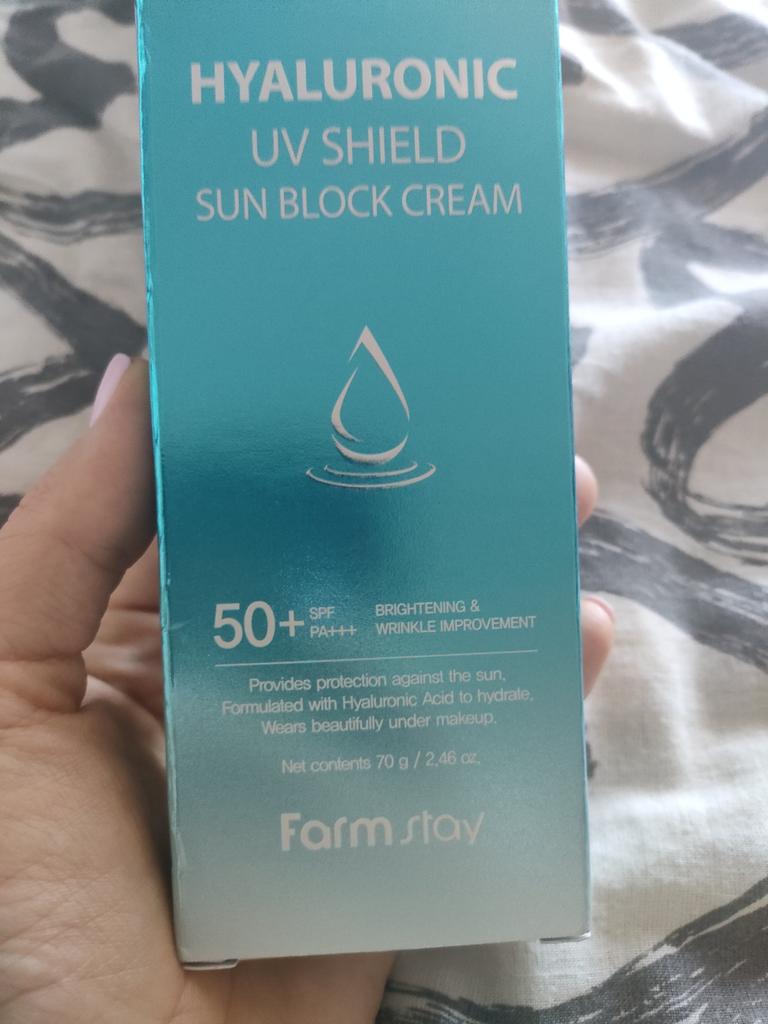 HYALURONIC
UV SHIELD
SUN BLOCK CREAM
50+ SPF PA+++ BRIGHTENING & WRINKLE IMPROVEMENT
Provides protection against the sun,
Formulated with Hyaluronic Acid to hydrate,
Wears beautifully under makeup.
Net contents 70 g / 2.46 oz.
Farm stay